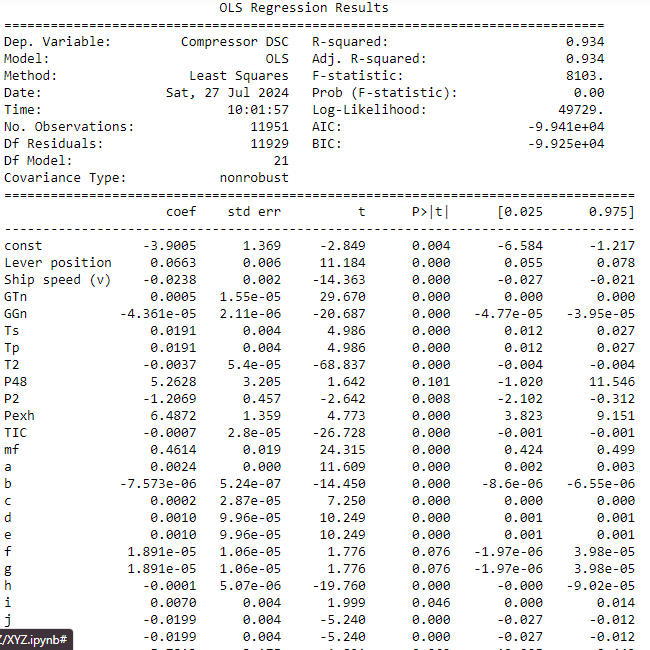 OLS Regression Results
==============================================================================
Dep. Variable: Compressor DSC R-squared: 0.934
Model: OLS Adj. R-squared: 0.934
Method: Least Squares F-statistic: 8103.
Date: Sat, 27 Jul 2024 Prob (F-statistic): 0.00
Time: 10:01:57 Log-Likelihood: 49729.
No. Observations: 11951 AIC: -9.941e+04
Df Residuals: 11929 BIC: -9.925e+04
Df Model: 21
Covariance Type: nonrobust
==================================================================================
coef std err t P>|t| [0.025 0.975]
----------------------------------------------------------------------------------
const -3.9005 1.369 -2.849 0.004 -6.584 -1.217
Lever position 0.0663 0.006 11.184 0.000 0.055 0.078
Ship speed (v) -0.0238 0.002 -14.363 0.000 -0.027 -0.021
GTn 0.0005 1.55e-05 29.670 0.000 0.000 0.000
GGn -4.361e-05 2.11e-06 -20.687 0.000 -4.77e-05 -3.95e-05
Ts 0.0191 0.004 4.986 0.000 0.012 0.027
Tp 0.0191 0.004 4.986 0.000 0.012 0.027
T2 -0.0037 5.4e-05 -68.837 0.000 -0.004 -0.004
P48 5.2628 3.205 1.642 0.101 -1.020 11.546
P2 -1.2069 0.457 -2.642 0.008 -2.102 -0.312
Pexh 6.4872 1.359 4.773 0.000 3.823 9.151
TIC -0.0007 2.8e-05 -26.728 0.000 -0.001 -0.001
mf 0.4614 0.019 24.315 0.000 0.424 0.499
a 0.0024 0.000 11.609 0.000 0.002 0.003
b -7.573e-06 5.24e-07 -14.450 0.000 -8.6e-06 -6.55e-06
c 0.0002 2.87e-05 7.250 0.000 0.000 0.000
d 0.0010 9.96e-05 10.249 0.000 0.001 0.001
e 0.0010 9.96e-05 10.249 0.000 0.001 0.001
f 1.891e-05 1.06e-05 1.776 0.076 -1.97e-06 3.98e-05
g 1.891e-05 1.06e-05 1.776 0.076 -1.97e-06 3.98e-05
h -0.0001 5.07e-06 -19.760 0.000 -0.000 -9.02e-05
i 0.0070 0.004 1.999 0.046 0.000 0.014
j -0.0199 0.004 -5.240 0.000 -0.027 -0.012
/XYZ.ipynb# -0.0199 0.004 -5.240 0.000 -0.027 -0.012